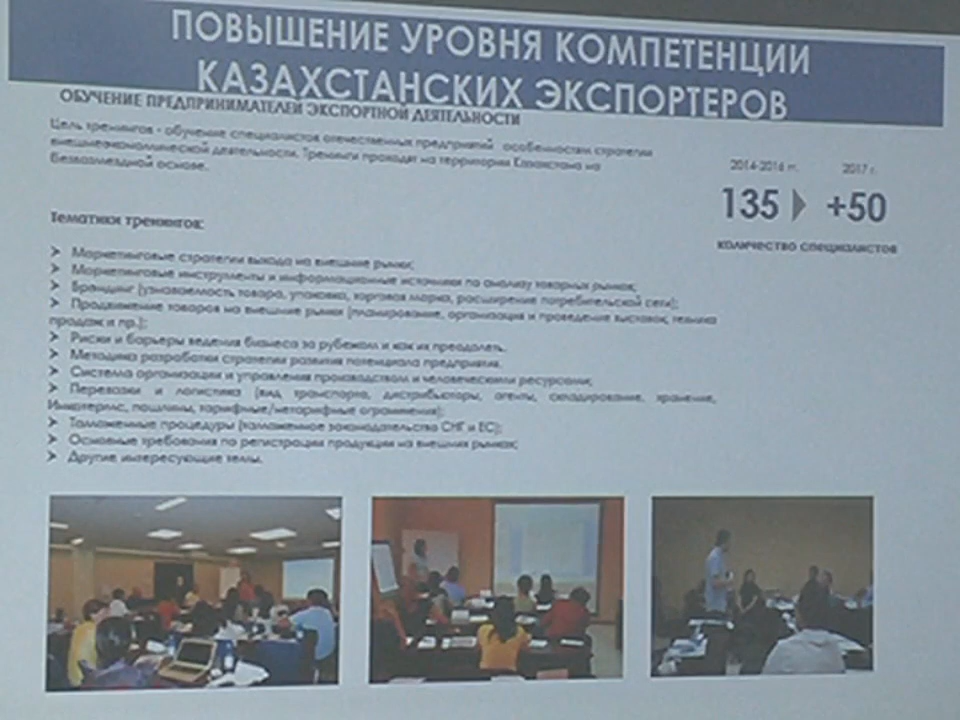 ПОВЫШЕНИЕ УРОВНЯ КОМПЕТЕНЦИИ
КАЗАХСТАНСКИХ ЭКСПОРТЕРОВ
ОБУЧЕНИЕ ПРЕДПРИНИМАТЕЛЕЙ ЭКСПОРТНОЙ ДЕЯТЕЛЬНОСТИ
Цель тренингов - обучение специалистов отечественных предприятий особенностям стратегии
внешнеэкономической деятельности. Тренинги проходят на территории Казахстана на
безвозмездной основе.
2014-2016 гг. 2017 г.
135 +50
количество специалистов
Тематики тренингов:
➢ Маркетинговые стратегии выхода на внешние рынки;
➢ Маркетинговые инструменты и информационные источники по анализу товарных рынков;
➢ Брендинг (узнаваемость товара, упаковка, торговая марка, расширение потребительской сети);
➢ Продвижение товаров на внешние рынки (планирование, организация и проведение выставок, техника
продаж и пр.);
➢ Риски и барьеры ведения бизнеса за рубежом и как их преодолеть.
➢ Методика разработки стратегии развития потенциала предприятия.
➢ Система организации и управления производством и человеческими ресурсами;
➢ Перевозки и логистика (вид транспорта, дистрибьюторы, агенты, складирование, хранение,
Инкотермс, пошлины, тарифные/нетарифные ограничения);
➢ Таможенные процедуры (таможенное законодательство СНГ и ЕС);
➢ Основные требования по регистрации продукции на внешних рынках;
➢ Другие интересующие темы.